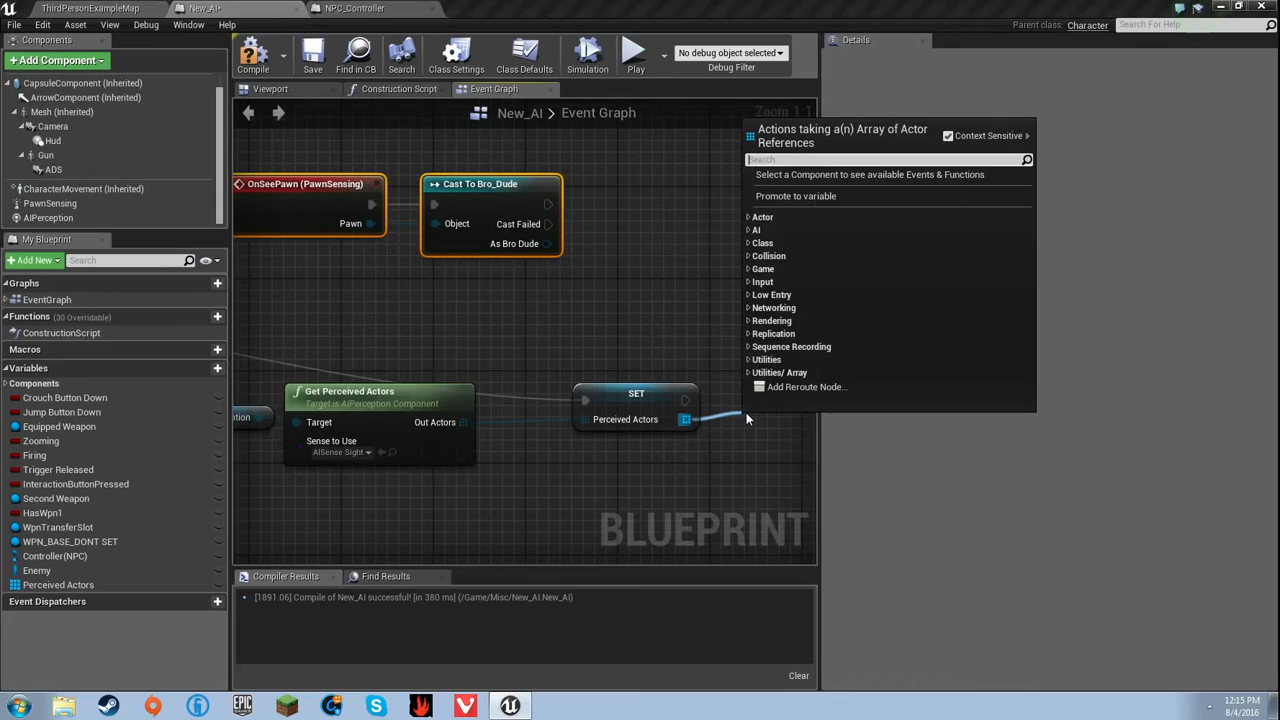 ThirdPersonExampleMap
New_AI*
NPC_Controller
File
Edit
Asset
View
Debug
Window
Help
Parent class: Character
Search For Help
Components
+ Add Component
CapsuleComponent (Inherited)
ArrowComponent (Inherited)
Mesh (Inherited)
Camera
Hud
Gun
ADS
CharacterMovement (Inherited)
PawnSensing
AIPerception
My Blueprint
+ Add New
Search
Graphs
EventGraph
Functions (30 Overridable)
ConstructionScript
Macros
Variables
Components
Crouch Button Down
Jump Button Down
Equipped Weapon
Zooming
Firing
Trigger Released
InteractionButtonPressed
Second Weapon
HasWpn1
WpnTransferSlot
WPN_BASE_DONT SET
Controller(NPC)
Enemy
Perceived Actors
Event Dispatchers
Compile
Save
Find in CB
Search
Class Settings
Class Defaults
Simulation
Play
No debug object selected
Debug Filter
Viewport
Construction Script
Event Graph
New_AI > Event Graph
Zoom 1:1
OnSeePawn (PawnSensing)
Pawn
Cast To Bro_Dude
Object
Cast Failed
As Bro Dude
Get Perceived Actors
Target is AIPerception Component
Target
Out Actors
Sense to Use
AISense Sight
SET
Perceived Actors
BLUEPRINT
Actions taking a(n) Array of Actor
References
Context Sensitive
Search
Select a Component to see available Events & Functions
Promote to variable
Actor
AI
Class
Collision
Game
Input
Low Entry
Networking
Rendering
Replication
Sequence Recording
Utilities
Utilities/ Array
Add Reroute Node...
Details
Compiler Results
Find Results
[1891.06] Compile of New_AI successful! [in 380 ms] (/Game/Misc/New_AI.New_AI)
Clear
EPIC
GAMES
12:15 PM
8/4/2016